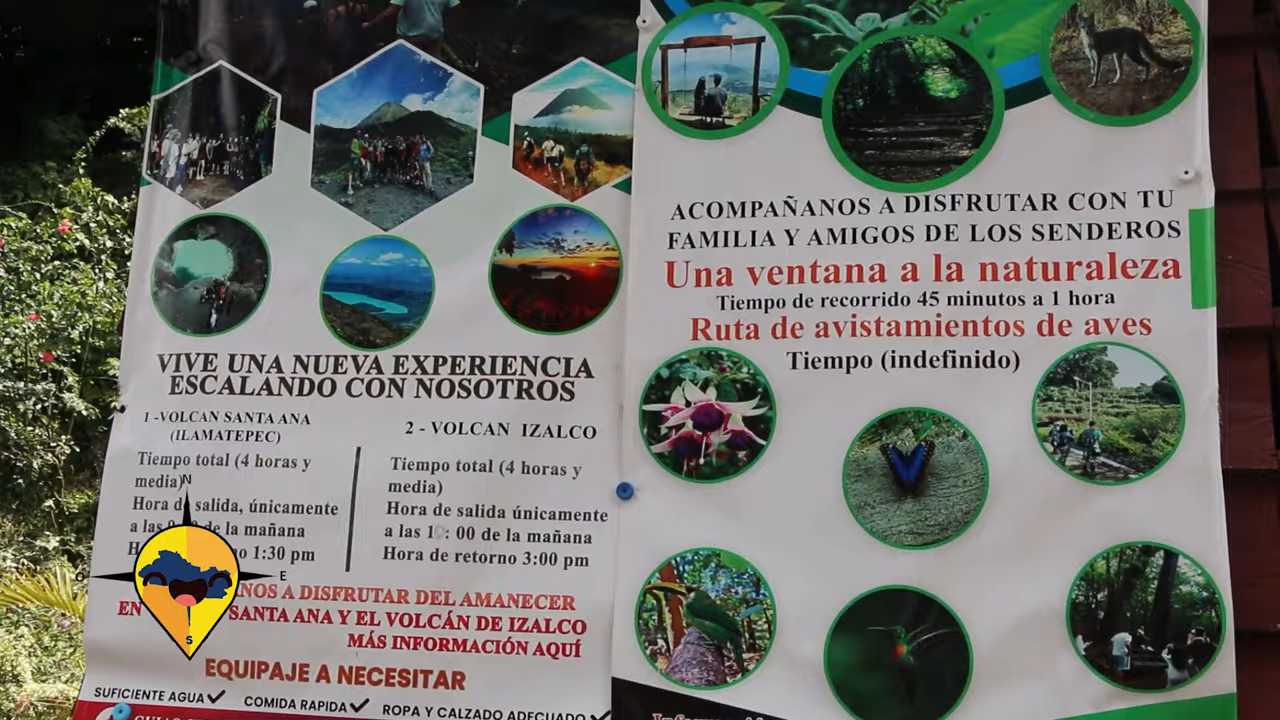 VIVE UNA NUEVA EXPERIENCIA
ESCALANDO CON NOSOTROS
1 -VOLCAN SANTA ANA
(ILAMATEPEC)
Tiempo total (4 horas y
media)
Hora de salida, únicamente
a las de la mañana
1:30 pm
2 - VOLCAN IZALCO
Tiempo total (4 horas y
media)
Hora de salida únicamente
a las : 00 de la mañana
Hora de retorno 3:00 pm
DISFRUTAR DEL AMANECER
EN SANTA ANA Y EL VOLCÁN DE IZALCO
MÁS INFORMACIÓN AQUÍ
EQUIPAJE A NECESITAR
SUFICIENTE AGUA COMIDA RAPIDA ROPA Y CALZADO ADECUADO
ACOMPAÑANOS A DISFRUTAR CON TU
FAMILIA Y AMIGOS DE LOS SENDEROS
Una ventana a la naturaleza
Tiempo de recorrido 45 minutos a 1 hora
Ruta de avistamientos de aves
Tiempo (indefinido)
N
O E
S